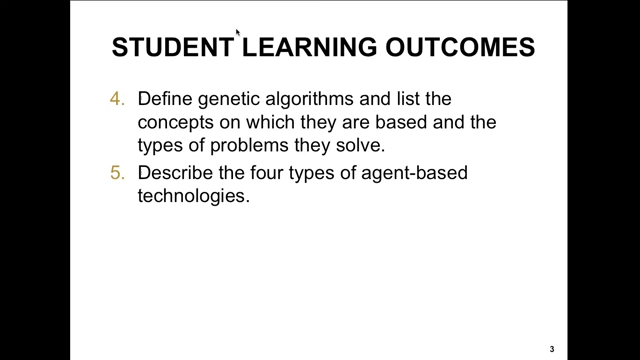 STUDENT LEARNING OUTCOMES
4. Define genetic algorithms and list the
concepts on which they are based and the
types of problems they solve.
5. Describe the four types of agent-based
technologies.
3